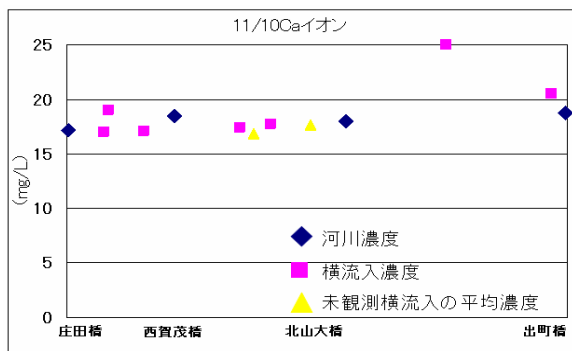 11/10Caイオン
25
20
15
10
5
0
(mg/L)
河川濃度
横流入濃度
未観測横流入の平均濃度
庄田橋 西賀茂橋 北山大橋 出町橋